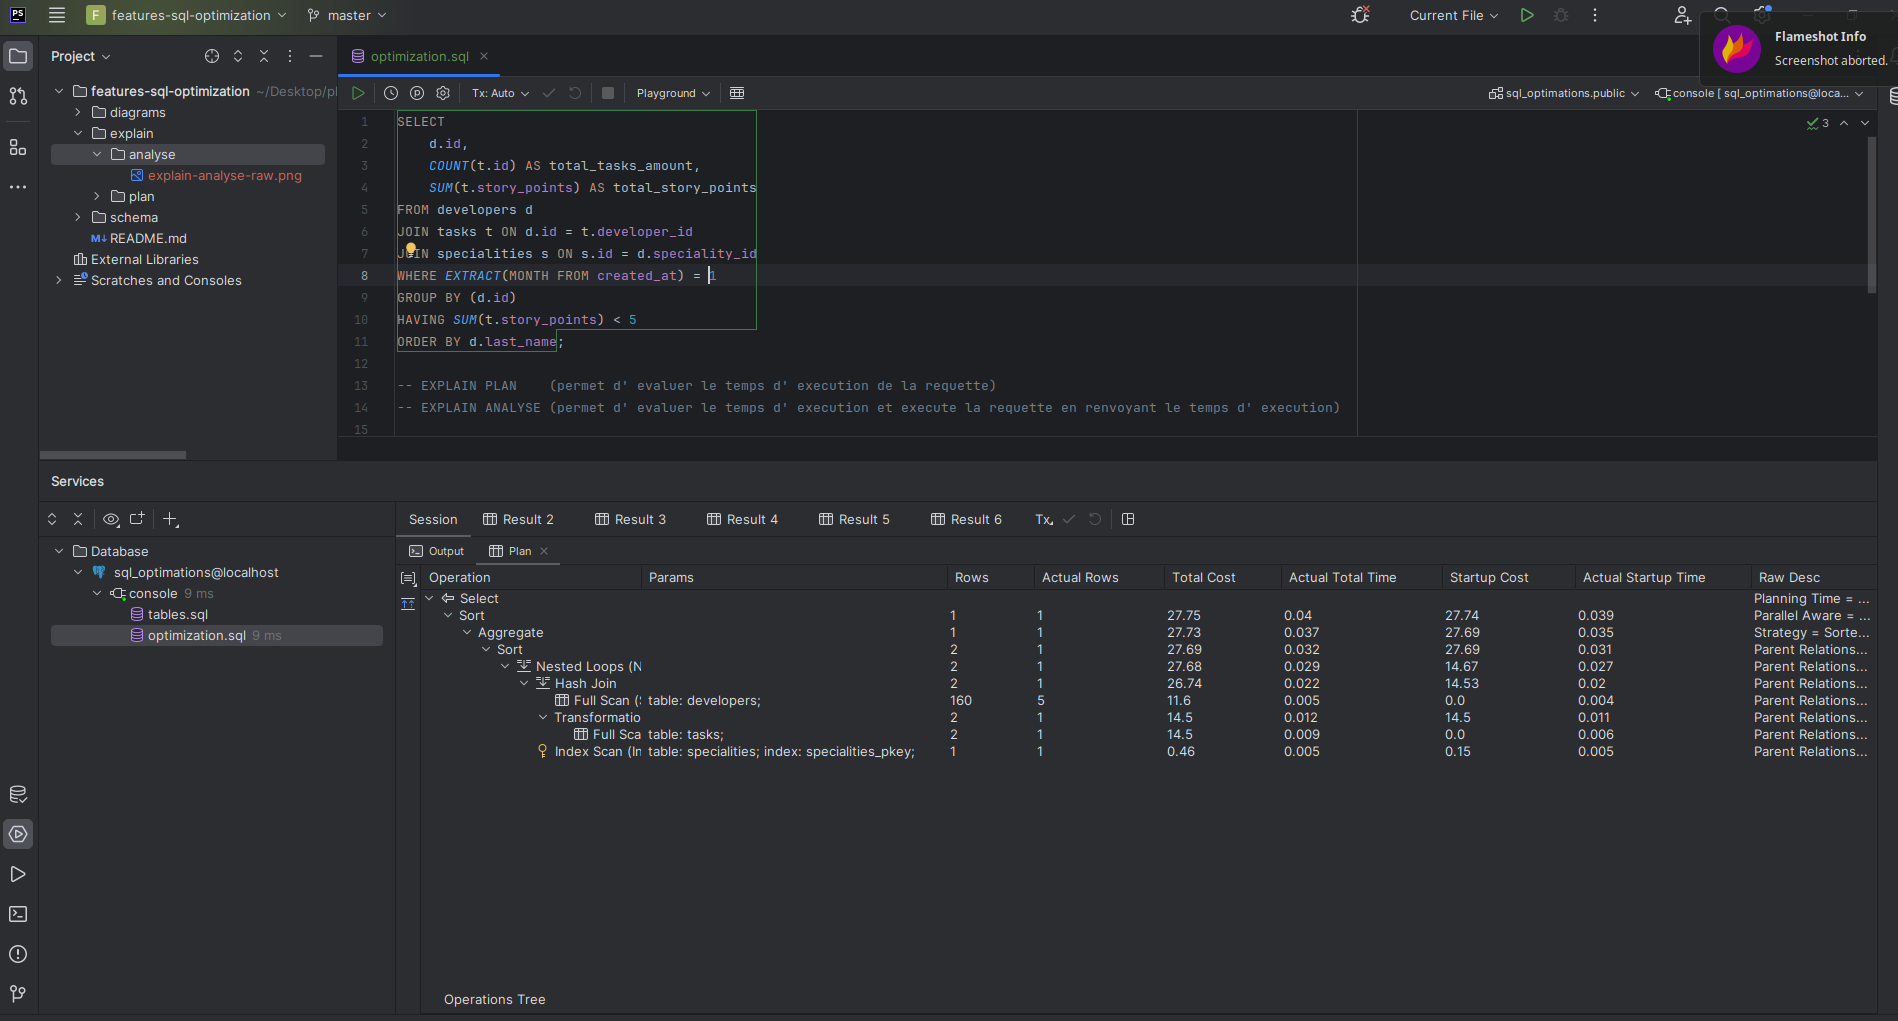 PS
F features-sql-optimization
master
Current File
Flameshot Info
Screenshot aborted.
Project
optimization.sql
features-sql-optimization ~/Desktop/pl
diagrams
explain
analyse
explain-analyse-raw.png
plan
schema
M↓ README.md
External Libraries
Scratches and Consoles
Tx: Auto
Playground
sql_optimations.public
console [ sql_optimations@loca...
3
1 SELECT
2 d.id,
3 COUNT(t.id) AS total_tasks_amount,
4 SUM(t.story_points) AS total_story_points
5 FROM developers d
6 JOIN tasks t ON d.id = t.developer_id
7 JOIN specialities s ON s.id = d.speciality_id
8 WHERE EXTRACT(MONTH FROM created_at) = 1
9 GROUP BY (d.id)
10 HAVING SUM(t.story_points) < 5
11 ORDER BY d.last_name;
12
13 -- EXPLAIN PLAN (permet d' evaluer le temps d' execution de la requette)
14 -- EXPLAIN ANALYSE (permet d' evaluer le temps d' execution et execute la requette en renvoyant le temps d' execution)
15
Services
Database
sql_optimations@localhost
console 9 ms
tables.sql
optimization.sql 9 ms
Session Result 2 Result 3 Result 4 Result 5 Result 6 Tx
Output Plan
Operation Params Rows Actual Rows Total Cost Actual Total Time Startup Cost Actual Startup Time Raw Desc
Select Planning Time = ...
Sort 1 1 27.75 0.04 27.74 0.039 Parallel Aware = ...
Aggregate 1 1 27.73 0.037 27.69 0.035 Strategy = Sorte...
Sort 2 1 27.69 0.032 27.69 0.031 Parent Relations...
Nested Loops (N 2 1 27.68 0.029 14.67 0.027 Parent Relations...
Hash Join 2 1 26.74 0.022 14.53 0.02 Parent Relations...
Full Scan (S table: developers; 160 5 11.6 0.005 0.0 0.004 Parent Relations...
Transformatio 2 1 14.5 0.012 14.5 0.011 Parent Relations...
Full Sca table: tasks; 2 1 14.5 0.009 0.0 0.006 Parent Relations...
Index Scan (In table: specialities; index: specialities_pkey; 1 1 0.46 0.005 0.15 0.005 Parent Relations...
Operations Tree